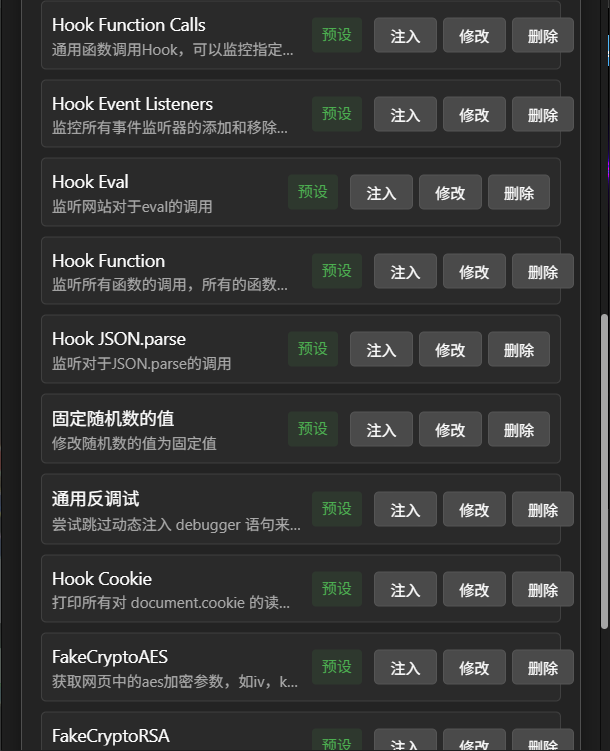 Hook Function Calls
通用函数调用Hook，可以监控指定...
预设 注入 修改 删除
Hook Event Listeners
监控所有事件监听器的添加和移除...
预设 注入 修改 删除
Hook Eval
监听网站对于eval的调用
预设 注入 修改 删除
Hook Function
监听所有函数的调用，所有的函数...
预设 注入 修改 删除
Hook JSON.parse
监听对于JSON.parse的调用
预设 注入 修改 删除
固定随机数的值
修改随机数的值为固定值
预设 注入 修改 删除
通用反调试
尝试跳过动态注入 debugger 语句来...
预设 注入 修改 删除
Hook Cookie
打印所有对 document.cookie 的读...
预设 注入 修改 删除
FakeCryptoAES
获取网页中的aes加密参数，如iv，k...
预设 注入 修改 删除
FakeCryptoRSA
预设 注入 修改 删除